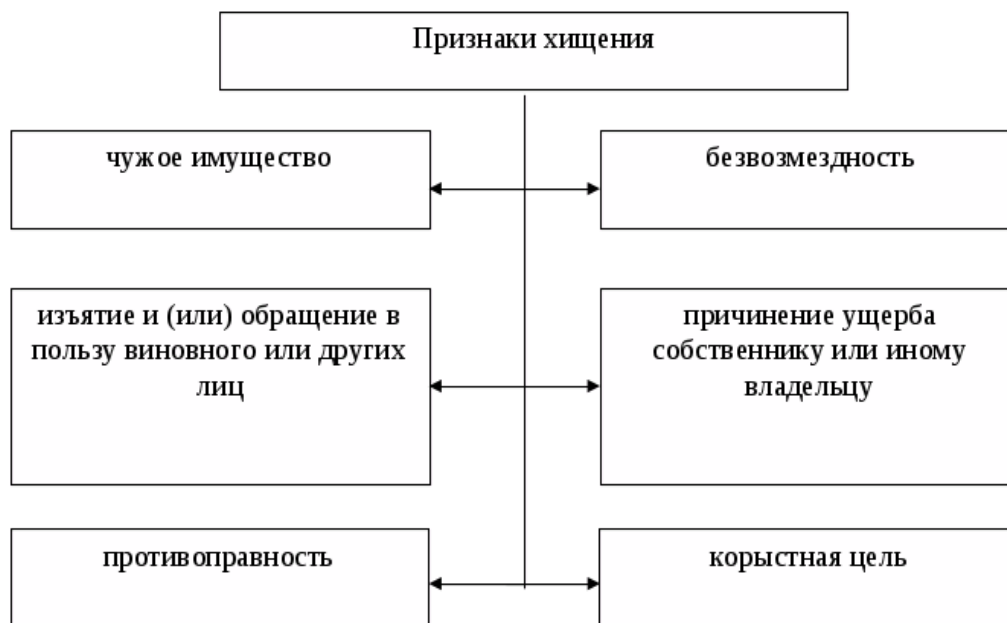 Признаки хищения
чужое имущество
безвозмездность
изъятие и (или) обращение в
пользу виновного или других
лиц
причинение ущерба
собственнику или иному
владельцу
противоправность
корыстная цель